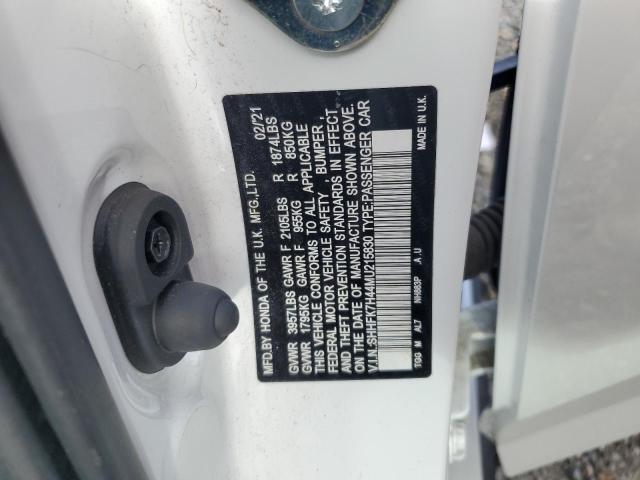 MFD.BY HONDA OF THE U.K. MFG.,LTD. 02/21
GVWR 3957LBS GAWR F 2105LBS R 1874LBS
GVWR 1795KG GAWR F 955KG R 850KG
THIS VEHICLE CONFORMS TO ALL APPLICABLE
FEDERAL MOTOR VEHICLE SAFETY , BUMPER ,
AND THEFT PREVENTION STANDARDS IN EFFECT
ON THE DATE OF MANUFACTURE SHOWN ABOVE.
V.I.N.:SHHFK7H44MU215830 TYPE:PASSENGER CAR
TGG M AL7 NH883P .A.U MADE IN U.K.